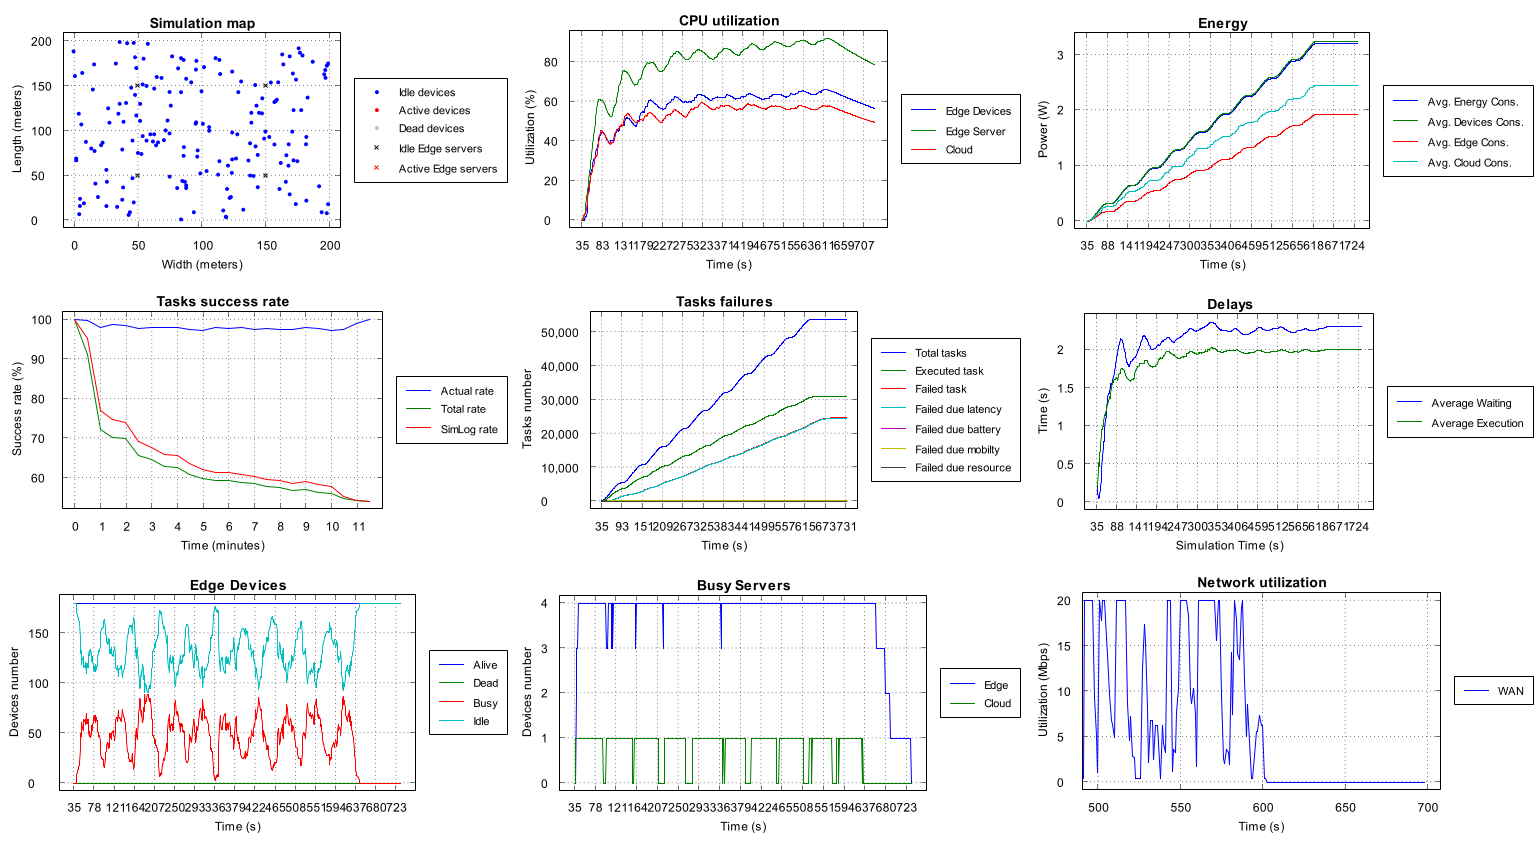 Simulation map
Length (meters)
200
150
100
50
0
0 50 100 150 200
Width (meters)
Idle devices
Active devices
Dead devices
Idle Edge servers
Active Edge servers
CPU utilization
Utilization (%)
80
60
40
20
0
Time (s)
Edge Devices
Edge Server
Cloud
Energy
Power (W)
3
2
1
0
Time (s)
Avg. Energy Cons.
Avg. Devices Cons.
Avg. Edge Cons.
Avg. Cloud Cons.
Tasks success rate
Success rate (%)
100
90
80
70
60
0 1 2 3 4 5 6 7 8 9 10 11
Time (minutes)
Actual rate
Total rate
SimLog rate
Tasks failures
Tasks number
50,000
40,000
30,000
20,000
10,000
0
Time (s)
Total tasks
Executed task
Failed task
Failed due latency
Failed due battery
Failed due mobilty
Failed due resource
Delays
Time (s)
2
1.5
1
0.5
0
Simulation Time (s)
Average Waiting
Average Execution
Edge Devices
Devices number
150
100
50
0
Time (s)
Alive
Dead
Busy
Idle
Busy Servers
Devices number
4
3
2
1
0
Time (s)
Edge
Cloud
Network utilization
Utilization (Mbps)
20
15
10
5
0
500 550 600 650 700
Time (s)
WAN